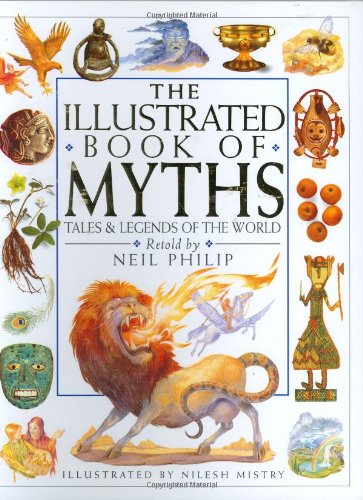 THE
ILLUSTRATED
BOOK OF
MYTHS
TALES & LEGENDS OF THE WORLD
Retold by
NEIL PHILIP
ILLUSTRATED BY NILESH MISTRY